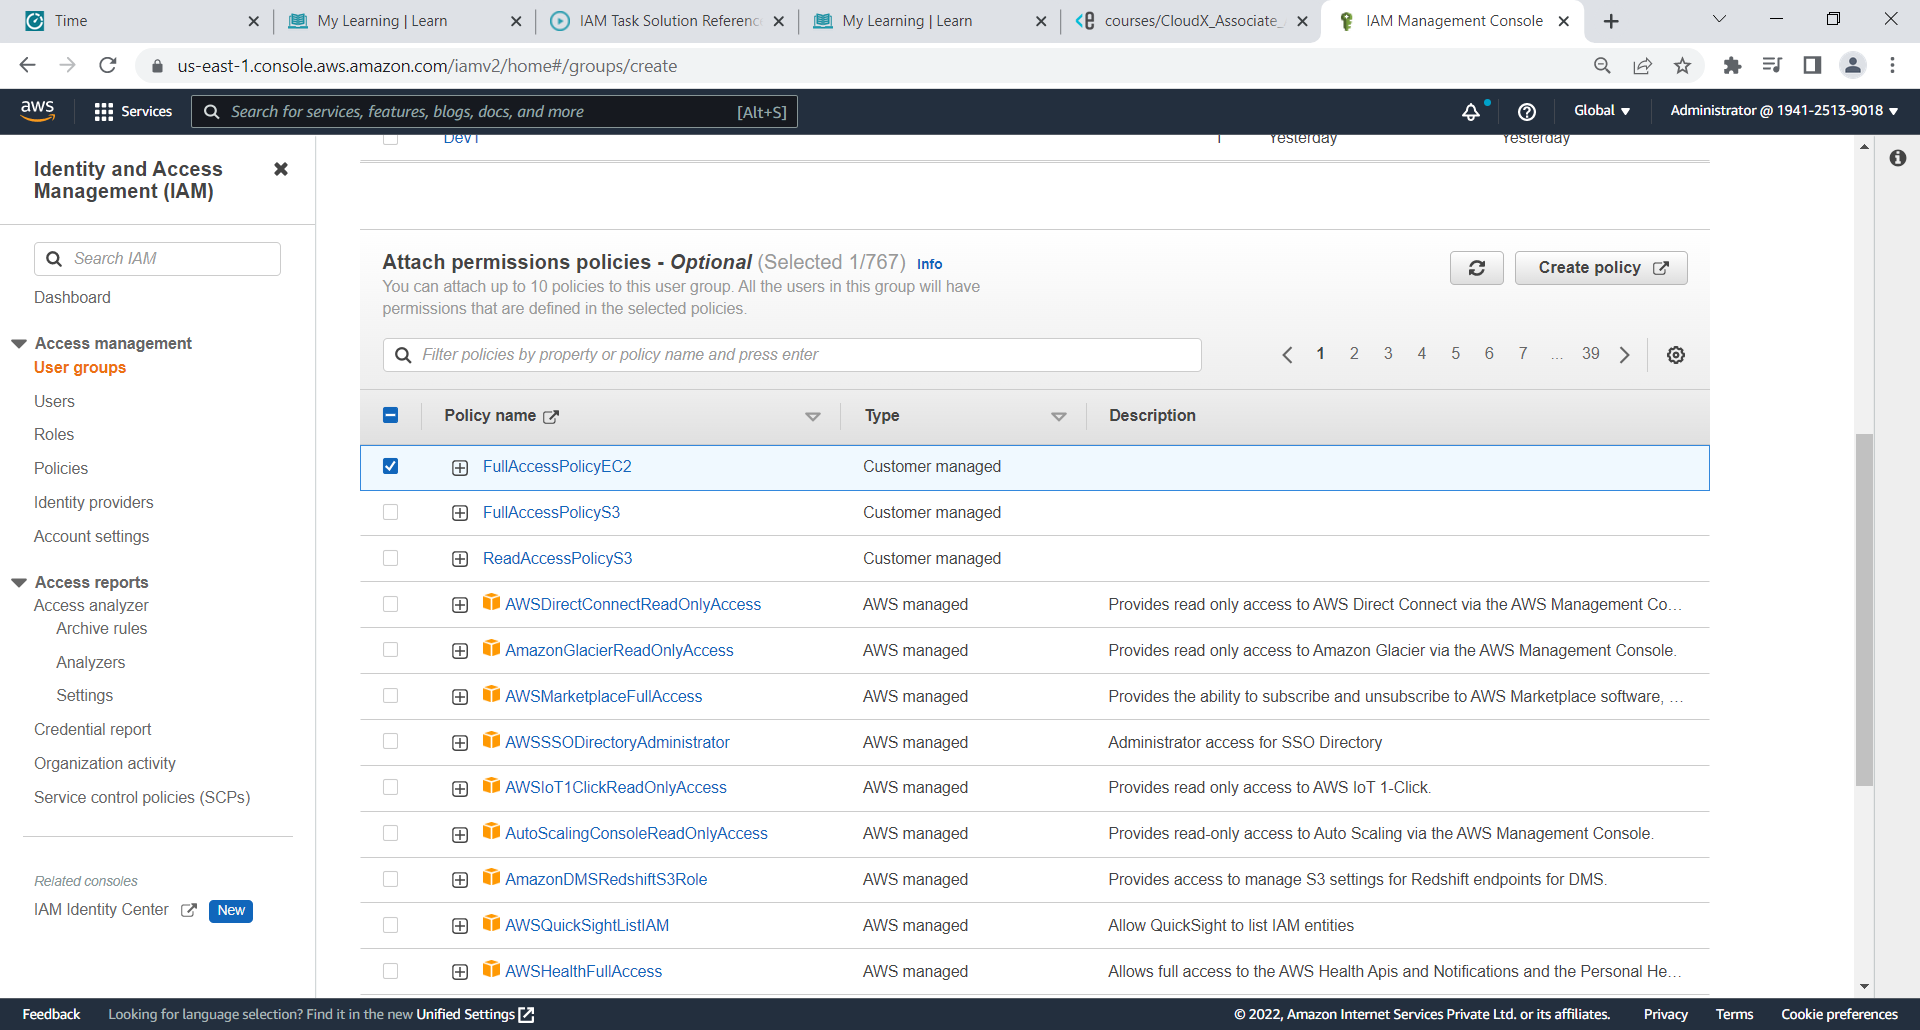 Time
My Learning | Learn
IAM Task Solution Referenc
My Learning | Learn
courses/CloudX_Associate_
IAM Management Console
us-east-1.console.aws.amazon.com/iamv2/home#/groups/create
aws
Services
Search for services, features, blogs, docs, and more
[Alt+S]
Global
Administrator @ 1941-2513-9018
Identity and Access
Management (IAM)
Search IAM
Dashboard
Access management
User groups
Users
Roles
Policies
Identity providers
Account settings
Access reports
Access analyzer
Archive rules
Analyzers
Settings
Credential report
Organization activity
Service control policies (SCPs)
Related consoles
IAM Identity Center New
Dev1 1 Yesterday Yesterday
Attach permissions policies - Optional (Selected 1/767) Info
You can attach up to 10 policies to this user group. All the users in this group will have
permissions that are defined in the selected policies.
Create policy
Filter policies by property or policy name and press enter
1 2 3 4 5 6 7 ... 39
Policy name Type Description
FullAccessPolicyEC2 Customer managed
FullAccessPolicyS3 Customer managed
ReadAccessPolicyS3 Customer managed
AWSDirectConnectReadOnlyAccess AWS managed Provides read only access to AWS Direct Connect via the AWS Management Co...
AmazonGlacierReadOnlyAccess AWS managed Provides read only access to Amazon Glacier via the AWS Management Console.
AWSMarketplaceFullAccess AWS managed Provides the ability to subscribe and unsubscribe to AWS Marketplace software, ...
AWSSSODirectoryAdministrator AWS managed Administrator access for SSO Directory
AWSIoT1ClickReadOnlyAccess AWS managed Provides read only access to AWS IoT 1-Click.
AutoScalingConsoleReadOnlyAccess AWS managed Provides read-only access to Auto Scaling via the AWS Management Console.
AmazonDMSRedshiftS3Role AWS managed Provides access to manage S3 settings for Redshift endpoints for DMS.
AWSQuickSightListIAM AWS managed Allow QuickSight to list IAM entities
AWSHealthFullAccess AWS managed Allows full access to the AWS Health Apis and Notifications and the Personal He...
Feedback
Looking for language selection? Find it in the new Unified Settings
© 2022, Amazon Internet Services Private Ltd. or its affiliates.
Privacy
Terms
Cookie preferences